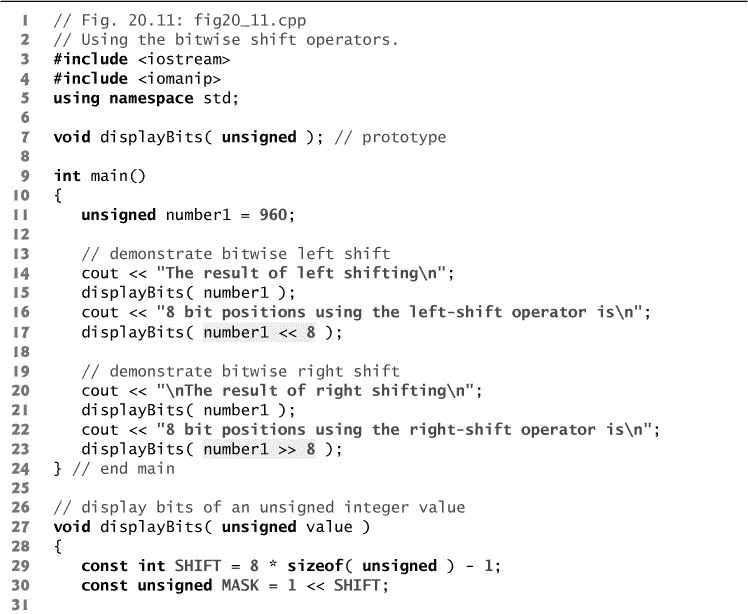 1 // Fig. 20.11: fig20_11.cpp
2 // Using the bitwise shift operators.
3 #include <iostream>
4 #include <iomanip>
5 using namespace std;
6
7 void displayBits( unsigned ); // prototype
8
9 int main()
10 {
11    unsigned number1 = 960;
12
13    // demonstrate bitwise left shift
14    cout << "The result of left shifting\n";
15    displayBits( number1 );
16    cout << "8 bit positions using the left-shift operator is\n";
17    displayBits( number1 << 8 );
18
19    // demonstrate bitwise right shift
20    cout << "\nThe result of right shifting\n";
21    displayBits( number1 );
22    cout << "8 bit positions using the right-shift operator is\n";
23    displayBits( number1 >> 8 );
24 } // end main
25
26 // display bits of an unsigned integer value
27 void displayBits( unsigned value )
28 {
29    const int SHIFT = 8 * sizeof( unsigned ) - 1;
30    const unsigned MASK = 1 << SHIFT;
31